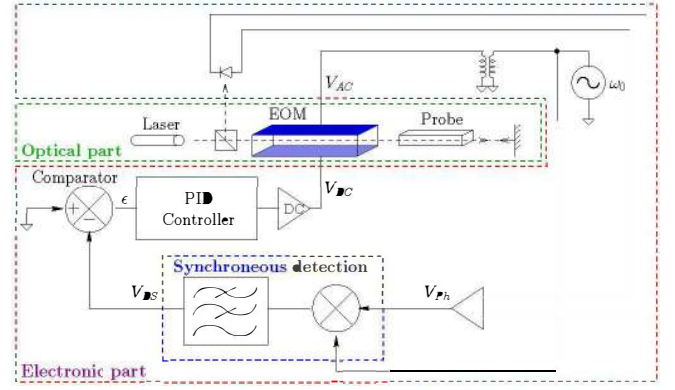 V_AC
ω₀
EOM
Laser
Probe
Optical part
Comparator
V_DC
+
−
ϵ
PID
Controller
DC
Synchroneous detection
V_DS
V_Ph
Electronic part